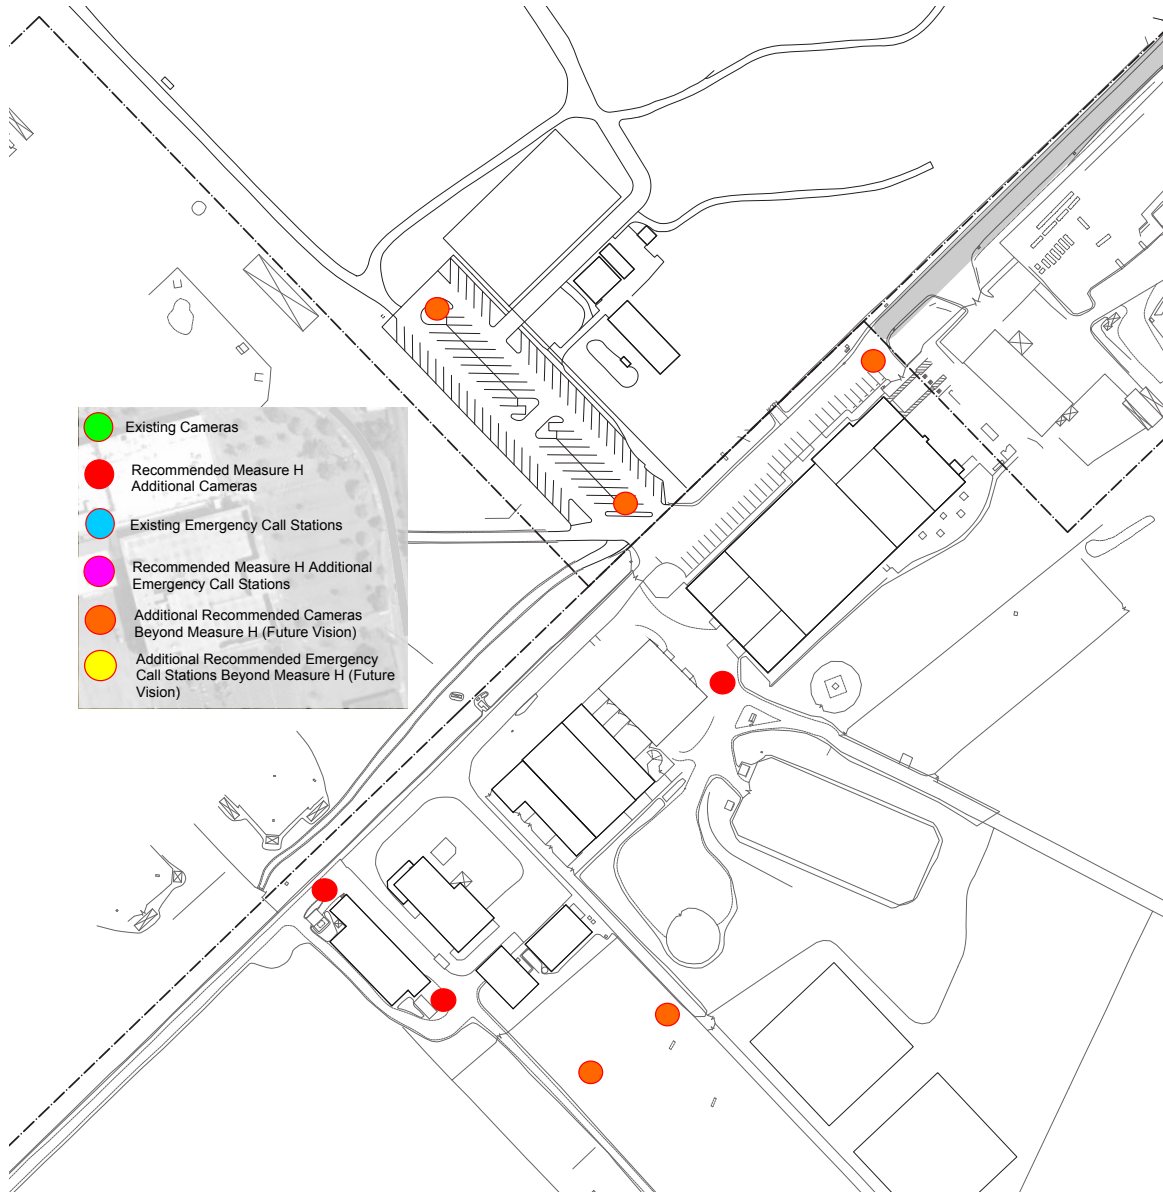 Existing Cameras
Recommended Measure H
Additional Cameras
Existing Emergency Call Stations
Recommended Measure H Additional
Emergency Call Stations
Additional Recommended Cameras
Beyond Measure H (Future Vision)
Additional Recommended Emergency
Call Stations Beyond Measure H (Future
Vision)